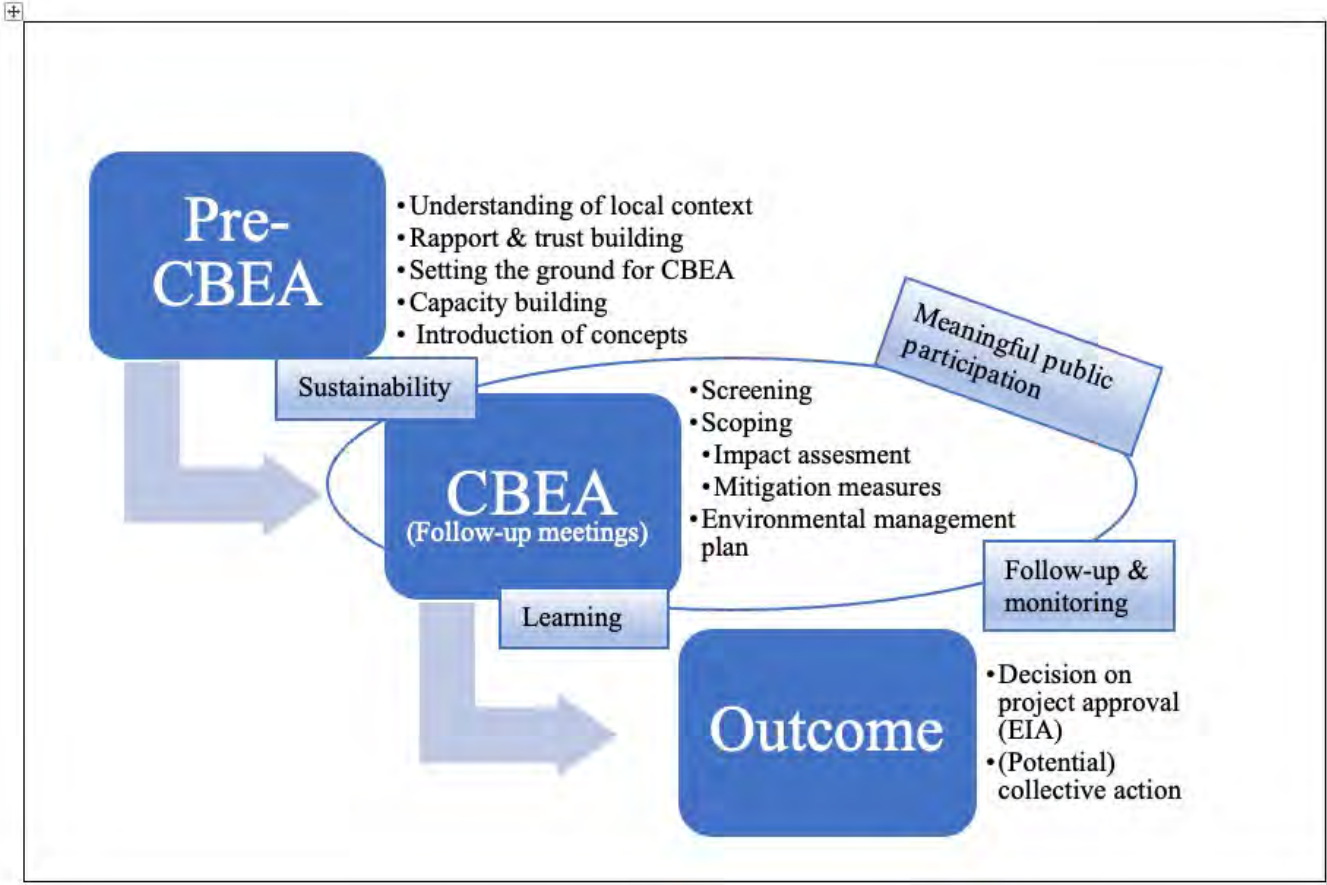 Pre-
CBEA
•Understanding of local context
•Rapport & trust building
•Setting the ground for CBEA
•Capacity building
• Introduction of concepts
Meaningful public
participation
Sustainability
CBEA
(Follow-up meetings)
•Screening
•Scoping
•Impact assesment
•Mitigation measures
•Environmental management
plan
Follow-up &
monitoring
Learning
Outcome
•Decision on
project approval
(EIA)
•(Potential)
collective action